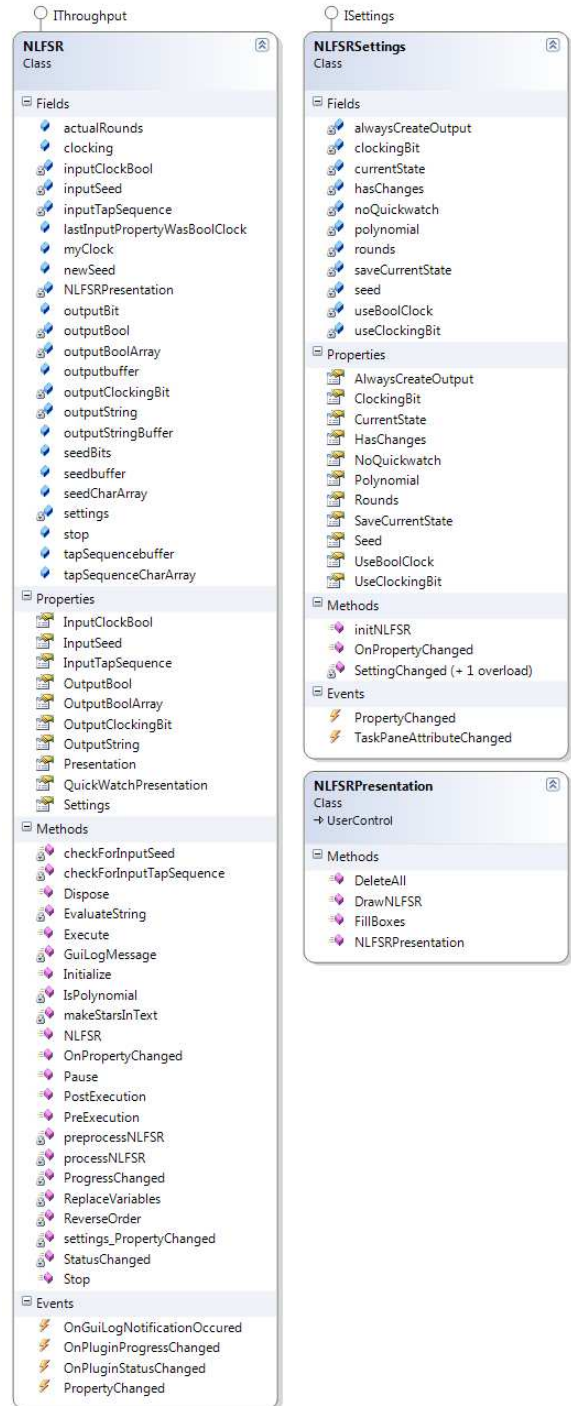 IThroughput
NLFSR
Class
Fields
actualRounds
clocking
inputClockBool
inputSeed
inputTapSequence
lastInputPropertyWasBoolClock
myClock
newSeed
NLFSRPresentation
outputBit
outputBool
outputBoolArray
outputbuffer
outputClockingBit
outputString
outputStringBuffer
seedBits
seedbuffer
seedCharArray
settings
stop
tapSequencebuffer
tapSequenceCharArray
Properties
InputClockBool
InputSeed
InputTapSequence
OutputBool
OutputBoolArray
OutputClockingBit
OutputString
Presentation
QuickWatchPresentation
Settings
Methods
checkForInputSeed
checkForInputTapSequence
Dispose
EvaluateString
Execute
GuiLogMessage
Initialize
IsPolynomial
makeStarsInText
NLFSR
OnPropertyChanged
Pause
PostExecution
PreExecution
preprocessNLFSR
processNLFSR
ProgressChanged
ReplaceVariables
ReverseOrder
settings_PropertyChanged
StatusChanged
Stop
Events
OnGuiLogNotificationOccured
OnPluginProgressChanged
OnPluginStatusChanged
PropertyChanged
ISettings
NLFSRSettings
Class
Fields
alwaysCreateOutput
clockingBit
currentState
hasChanges
noQuickwatch
polynomial
rounds
saveCurrentState
seed
useBoolClock
useClockingBit
Properties
AlwaysCreateOutput
ClockingBit
CurrentState
HasChanges
NoQuickwatch
Polynomial
Rounds
SaveCurrentState
Seed
UseBoolClock
UseClockingBit
Methods
initNLFSR
OnPropertyChanged
SettingChanged (+ 1 overload)
Events
PropertyChanged
TaskPaneAttributeChanged
NLFSRPresentation
Class
UserControl
Methods
DeleteAll
DrawNLFSR
FillBoxes
NLFSRPresentation